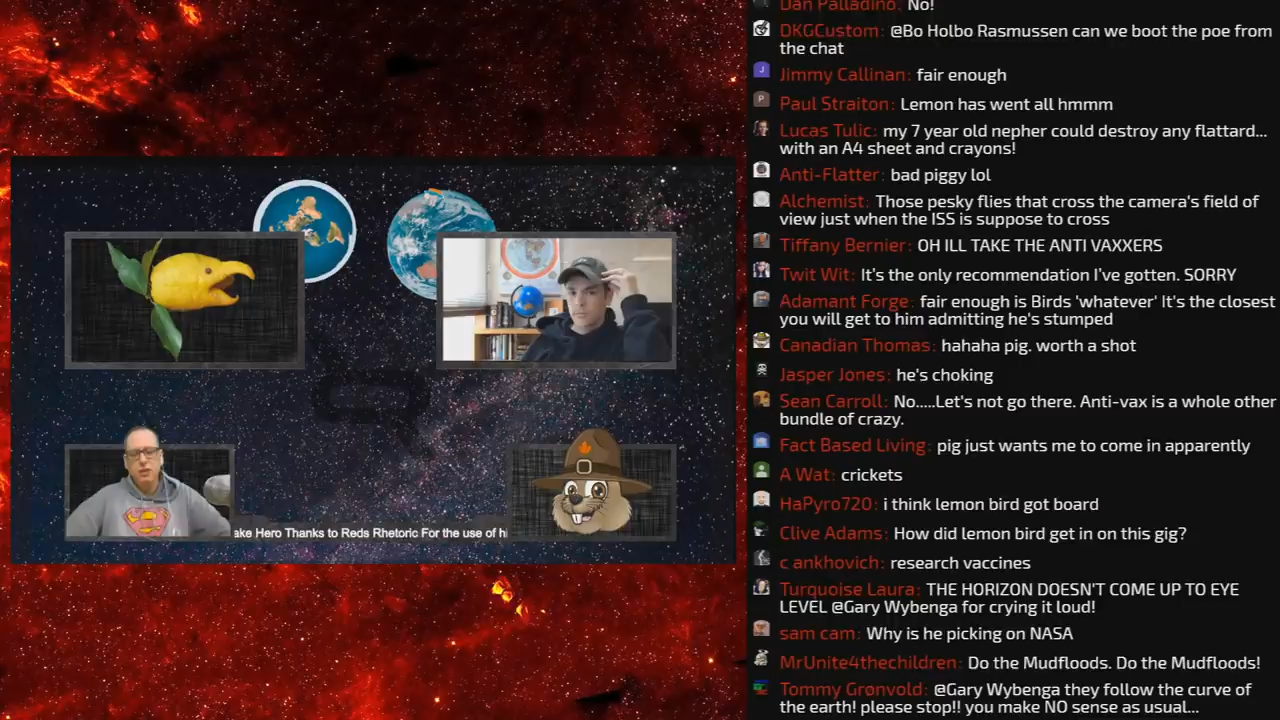 ake Hero Thanks to Reds Rhetoric For the use of hi
Dan Palladino: No!
DKGCustom: @Bo Holbo Rasmussen can we boot the poe from
the chat
J
Jimmy Callinan: fair enough
P
Paul Straiton: Lemon has went all hmmm
Lucas Tulic: my 7 year old nepher could destroy any flattard...
with an A4 sheet and crayons!
Anti-Flatter: bad piggy lol
Alchemist: Those pesky flies that cross the camera's field of
view just when the ISS is suppose to cross
Tiffany Bernier: OH ILL TAKE THE ANTI VAXXERS
Twit Wit: It's the only recommendation I've gotten. SORRY
Adamant Forge: fair enough is Birds 'whatever' It's the closest
you will get to him admitting he's stumped
Canadian Thomas: hahaha pig. worth a shot
Jasper Jones: he's choking
Sean Carroll: No.....Let's not go there. Anti-vax is a whole other
bundle of crazy.
Fact Based Living: pig just wants me to come in apparently
A Wat: crickets
HaPyro720: i think lemon bird got board
Clive Adams: How did lemon bird get in on this gig?
c ankhovich: research vaccines
Turquoise Laura: THE HORIZON DOESN'T COME UP TO EYE
LEVEL @Gary Wybenga for crying it loud!
sam cam: Why is he picking on NASA
MrUnite4thechildren: Do the Mudfloods. Do the Mudfloods!
Tommy Grønvold: @Gary Wybenga they follow the curve of
the earth! please stop!! you make NO sense as usual...